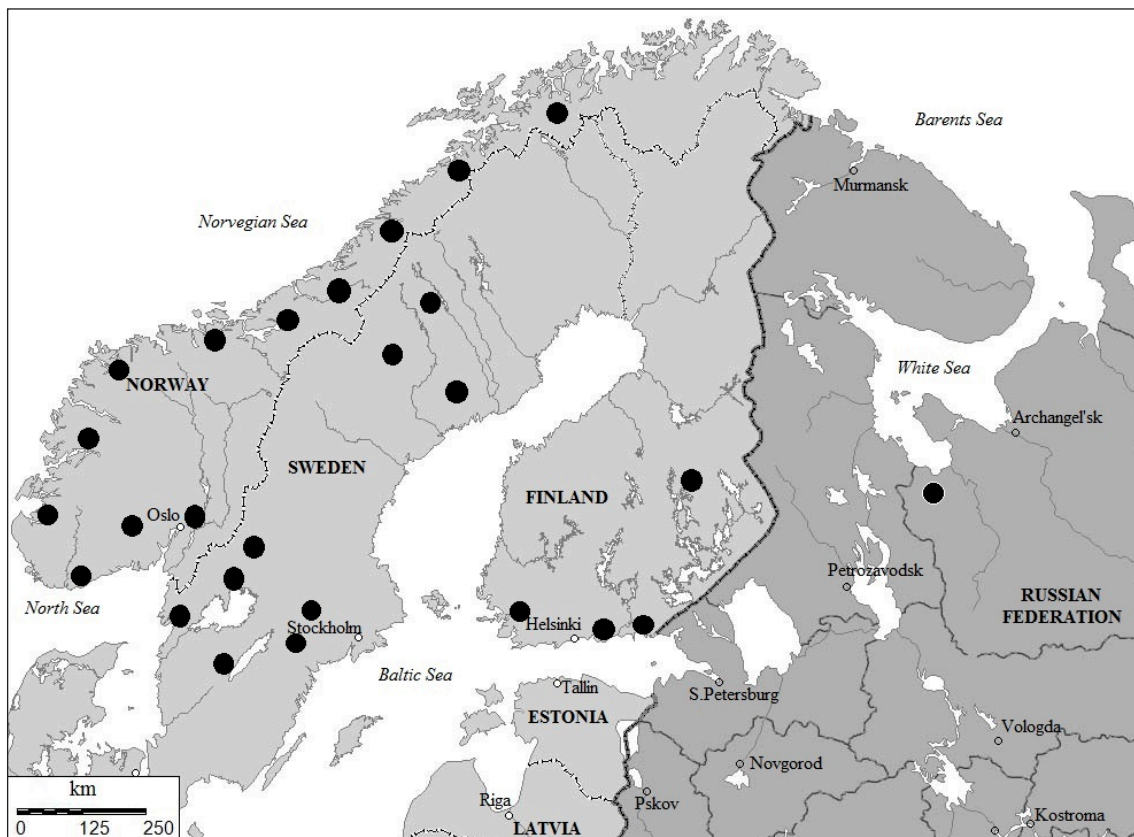 Barents Sea
Murmansk
Norvegian Sea
White Sea
NORWAY
Archangel'sk
SWEDEN
FINLAND
Oslo
Petrozavodsk
RUSSIAN
FEDERATION
North Sea
Stockholm
Helsinki
Baltic Sea
Tallin
S.Petersburg
ESTONIA
Vologda
Novgorod
km
Pskov
Riga
0 125 250
Kostroma
LATVIA